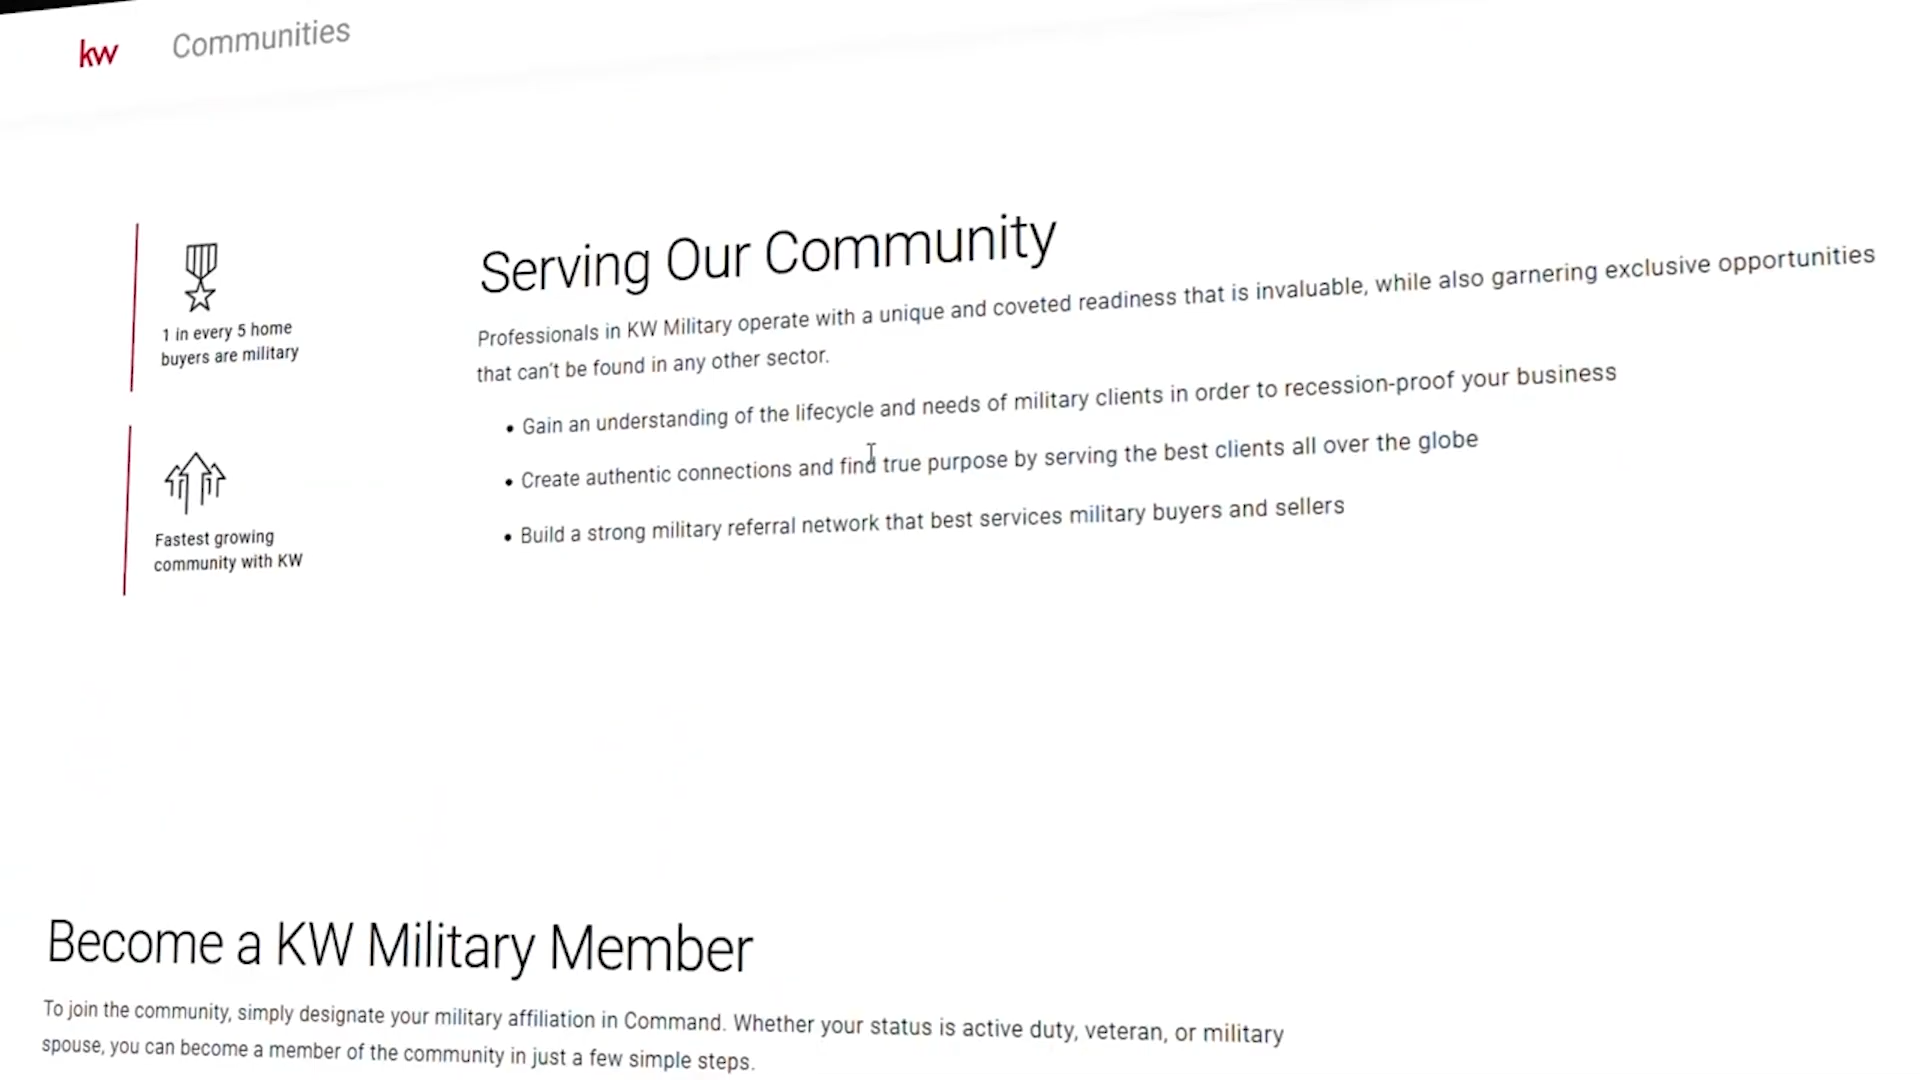 kw Communities
1 in every 5 home
buyers are military
Fastest growing
community with KW
Serving Our Community
Professionals in KW Military operate with a unique and coveted readiness that is invaluable, while also garnering exclusive opportunities
that can't be found in any other sector.
• Gain an understanding of the lifecycle and needs of military clients in order to recession-proof your business
• Create authentic connections and find true purpose by serving the best clients all over the globe
• Build a strong military referral network that best services military buyers and sellers
Become a KW Military Member
To join the community, simply designate your military affiliation in Command. Whether your status is active duty, veteran, or military
spouse, you can become a member of the community in just a few simple steps.